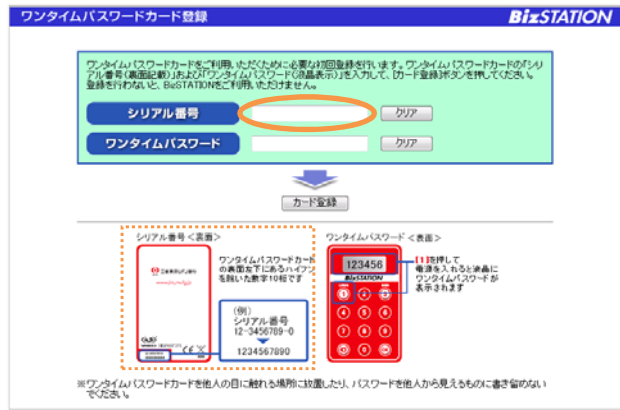 ワンタイムパスワードカード登録
BizSTATION
ワンタイムパスワードカードをご利用いただくために必要な初回登録を行います。ワンタイムパスワードカードの「シリ
アル番号(裏面記載)」および「ワンタイムパスワード(液晶表示)」を入力して、[カード登録]ボタンを押してください。
登録を行わないと、BizSTATIONをご利用いただけません。
シリアル番号
クリア
ワンタイムパスワード
クリア
カード登録
シリアル番号<裏面>
ワンタイムパスワードカード
の裏面左下にあるハイフン
を除いた数字10桁です
(例)
シリアル番号
12-3456789-0
1234567890
ワンタイムパスワード<表面>
123456
BizSTATION
[1]を押して
電源を入れると液晶に
ワンタイムパスワードが
表示されます
※ワンタイムパスワードカードを他人の目に触れる場所に放置したり、パスワードを他人から見えるものに書き留めない
でください。